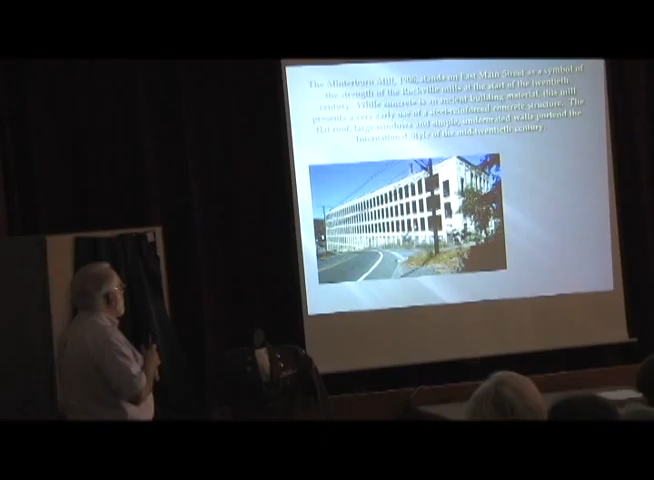 The Minterburn Mill, 1906, stands on East Main Street as a symbol of
the strength of the Rockville mills at the start of the twentieth
century. While concrete is an ancient building material, this mill
presents a very early use of a steel-reinforced concrete structure. The
flat roof, large windows and simple, undecorated walls portend the
International Style of the mid-twentieth century.